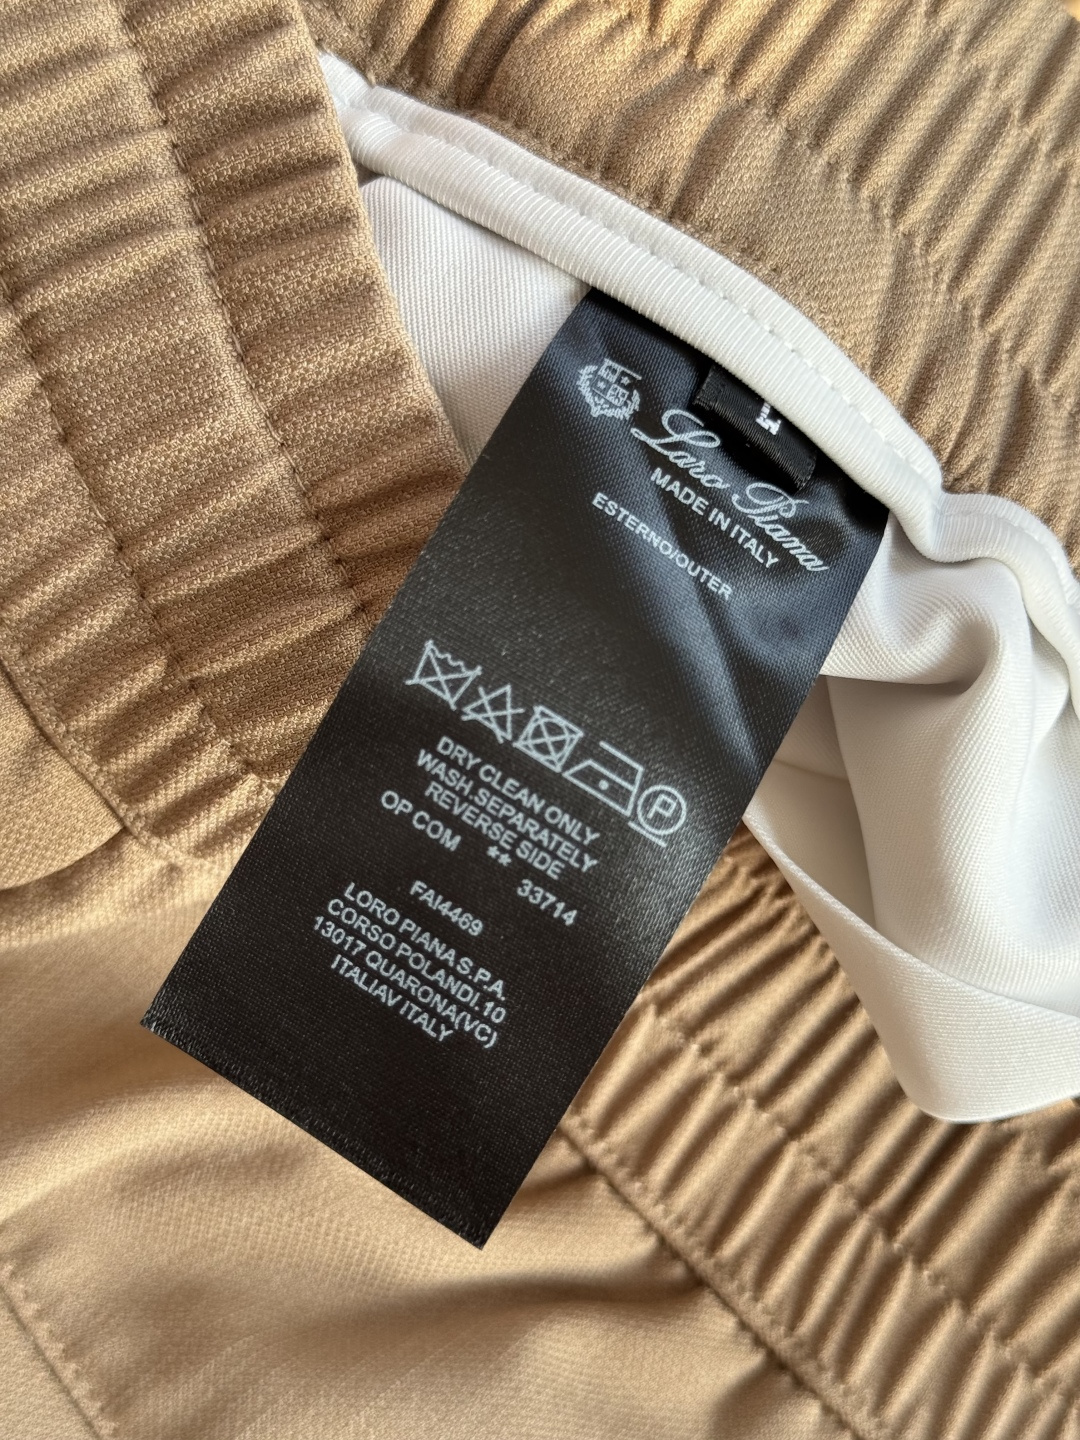 L
Loro Piana
MADE IN ITALY
ESTERNO/OUTER
P
DRY CLEAN ONLY
WASH SEPARATELY
REVERSE SIDE
OP COM ** 33714
FAI4469
LORO PIANA S.P.A.
CORSO POLANDI.10
13017 QUARONA(VC)
ITALIAV ITALY